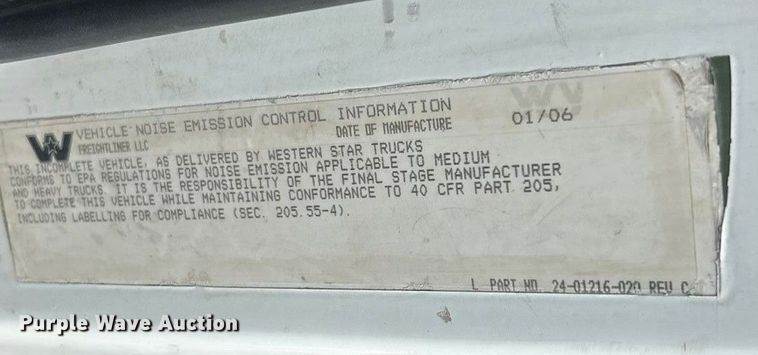 VEHICLE NOISE EMISSION CONTROL INFORMATION
FREIGHTLINER LLC
DATE OF MANUFACTURE 01/06
THIS INCOMPLETE VEHICLE, AS DELIVERED BY WESTERN STAR TRUCKS
CONFORMS TO EPA REGULATIONS FOR NOISE EMISSION APPLICABLE TO MEDIUM
AND HEAVY TRUCKS. IT IS THE RESPONSIBILITY OF THE FINAL STAGE MANUFACTURER
TO COMPLETE THIS VEHICLE WHILE MAINTAINING CONFORMANCE TO 40 CFR PART 205,
INCLUDING LABELLING FOR COMPLIANCE (SEC. 205.55-4).
L PART NO. 24-01216-020 REV C
Purple Wave Auction